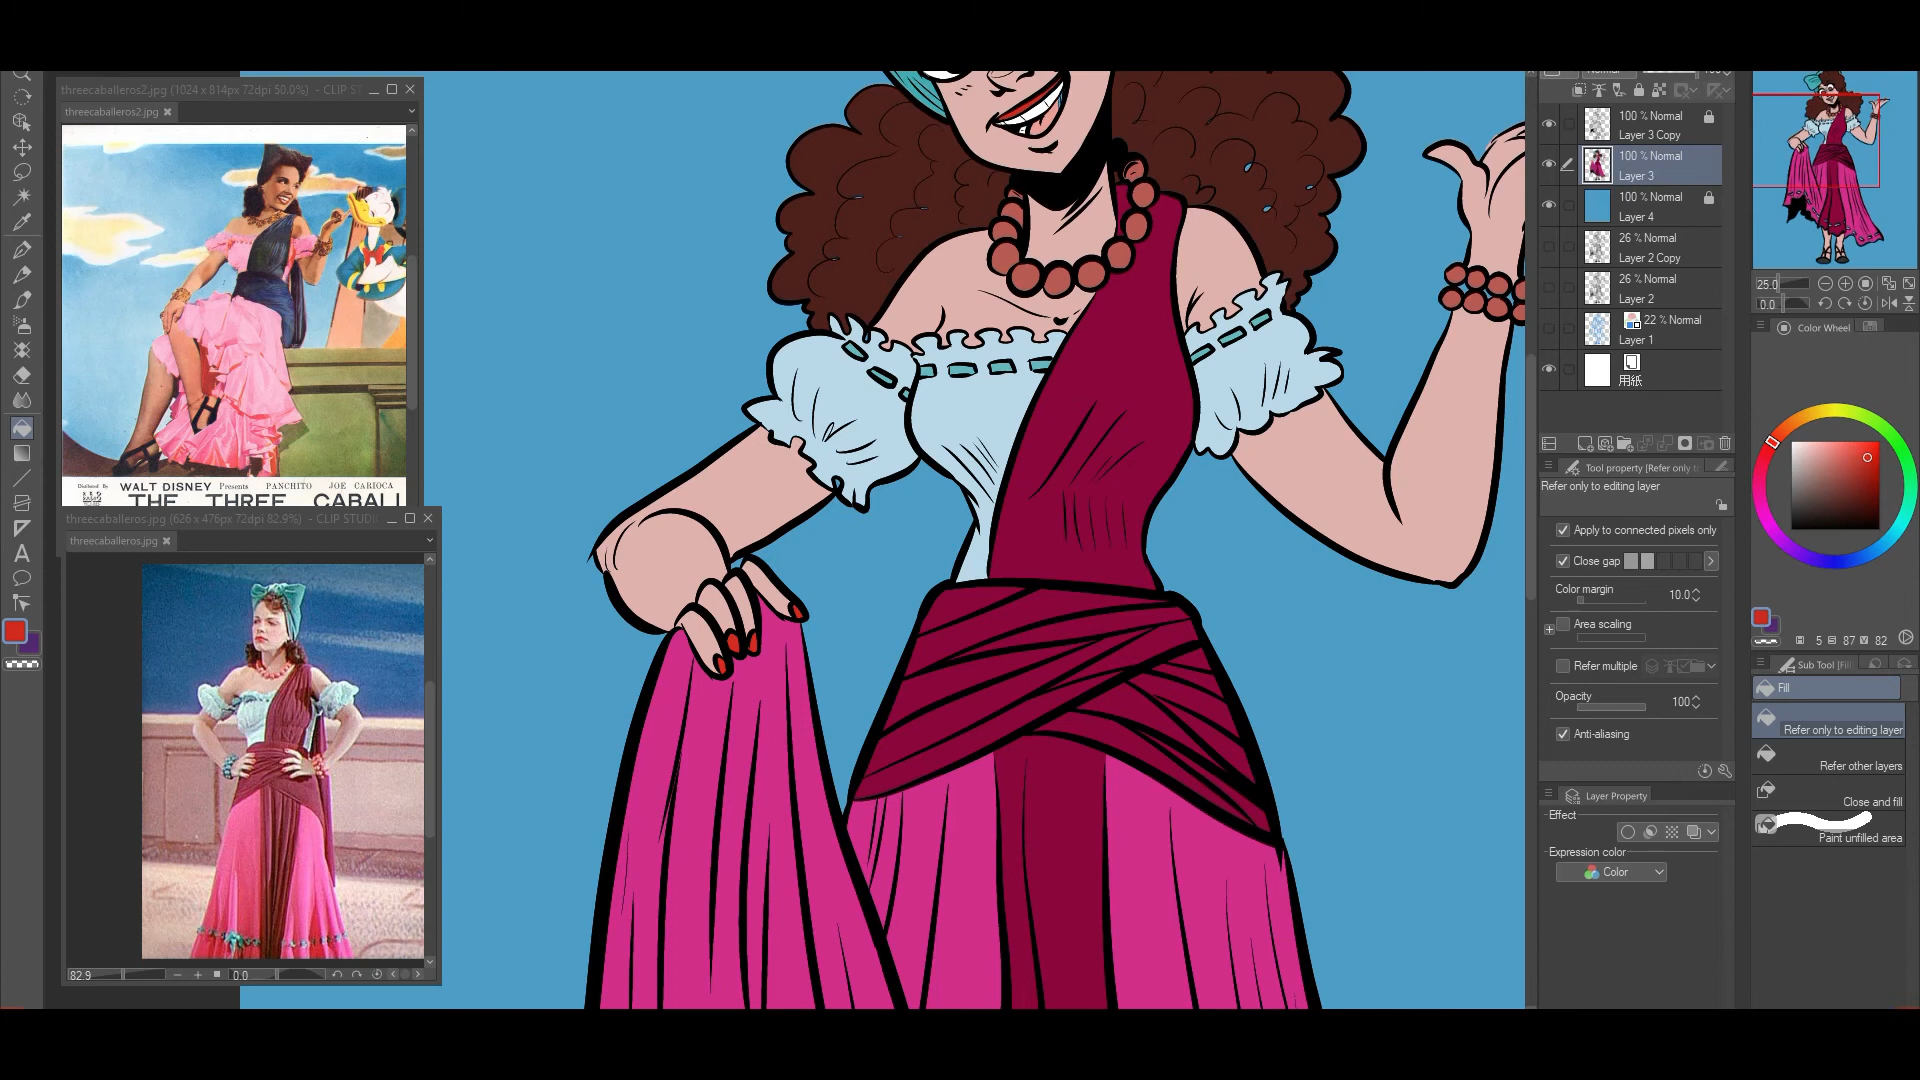 threecaballeros2.jpg (1024 x 814px 72dpi 50.0%) - CLIP ST
threecaballeros2.jpg
Distributed By WALT DISNEY Presents PANCHITO JOE CARIOCA
THE THREE CABALL
threecaballeros.jpg (626 x 476px 72dpi 82.9%) - CLIP STUDI
threecaballeros.jpg
82.9
0.0
100 % Normal
Layer 3 Copy
100 % Normal
Layer 3
100 % Normal
Layer 4
26 % Normal
Layer 2 Copy
26 % Normal
Layer 2
22 % Normal
Layer 1
用紙
Tool property [Refer only t
Refer only to editing layer
Apply to connected pixels only
Close gap
Color margin 10.0
Area scaling
Refer multiple
Opacity 100
Anti-aliasing
Layer Property
Effect
Expression color
Color
25.0
0.0
Color Wheel
5 87 82
Sub Tool [Fil
Fill
Refer only to editing layer
Refer other layers
Close and fill
Paint unfilled area